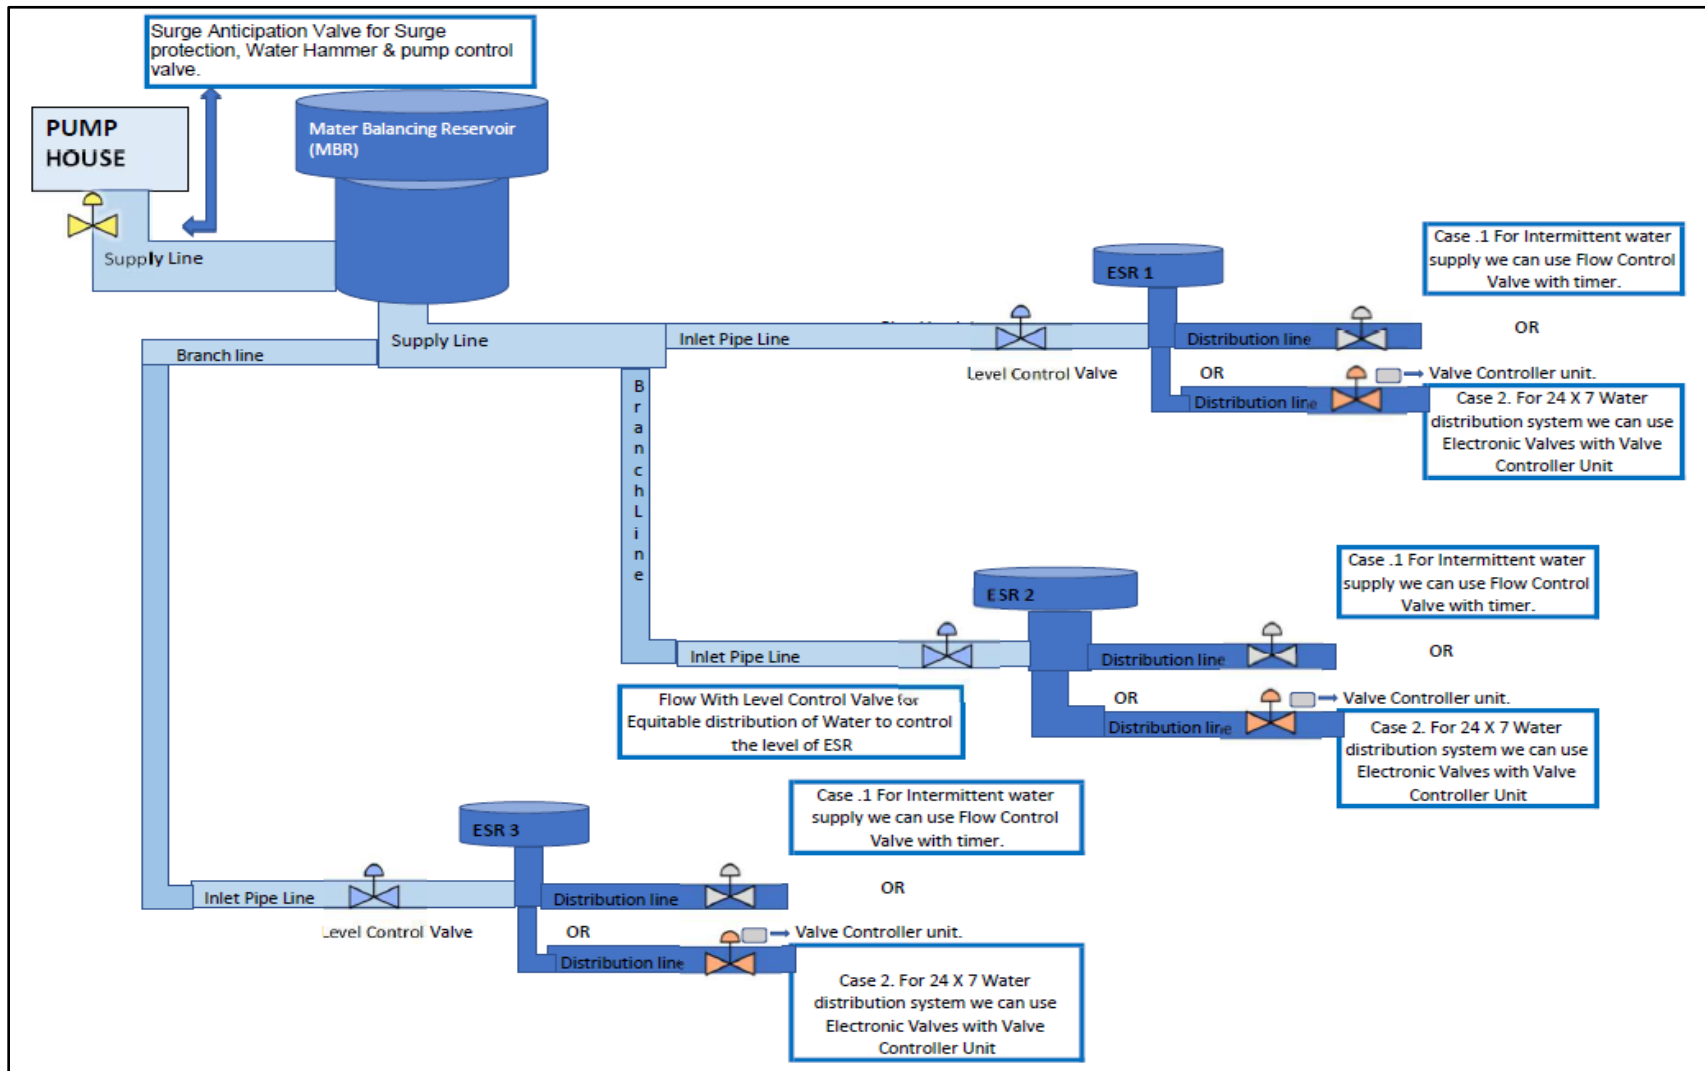 Surge Anticipation Valve for Surge
protection, Water Hammer & pump control
valve.
PUMP
HOUSE
Mater Balancing Reservoir
(MBR)
Supply Line
Supply Line
Branch line
Inlet Pipe Line
Level Control Valve
ESR 1
Distribution line
OR
Distribution line
Case .1 For Intermittent water
supply we can use Flow Control
Valve with timer.
OR
Valve Controller unit.
Case 2. For 24 X 7 Water
distribution system we can use
Electronic Valves with Valve
Controller Unit
BranchLine
ESR 2
Inlet Pipe Line
Distribution line
OR
Distribution line
Case .1 For Intermittent water
supply we can use Flow Control
Valve with timer.
OR
Valve Controller unit.
Case 2. For 24 X 7 Water
distribution system we can use
Electronic Valves with Valve
Controller Unit
Flow With Level Control Valve for
Equitable distribution of Water to control
the level of ESR
ESR 3
Inlet Pipe Line
Level Control Valve
Distribution line
OR
Distribution line
Case .1 For Intermittent water
supply we can use Flow Control
Valve with timer.
OR
Valve Controller unit.
Case 2. For 24 X 7 Water
distribution system we can use
Electronic Valves with Valve
Controller Unit